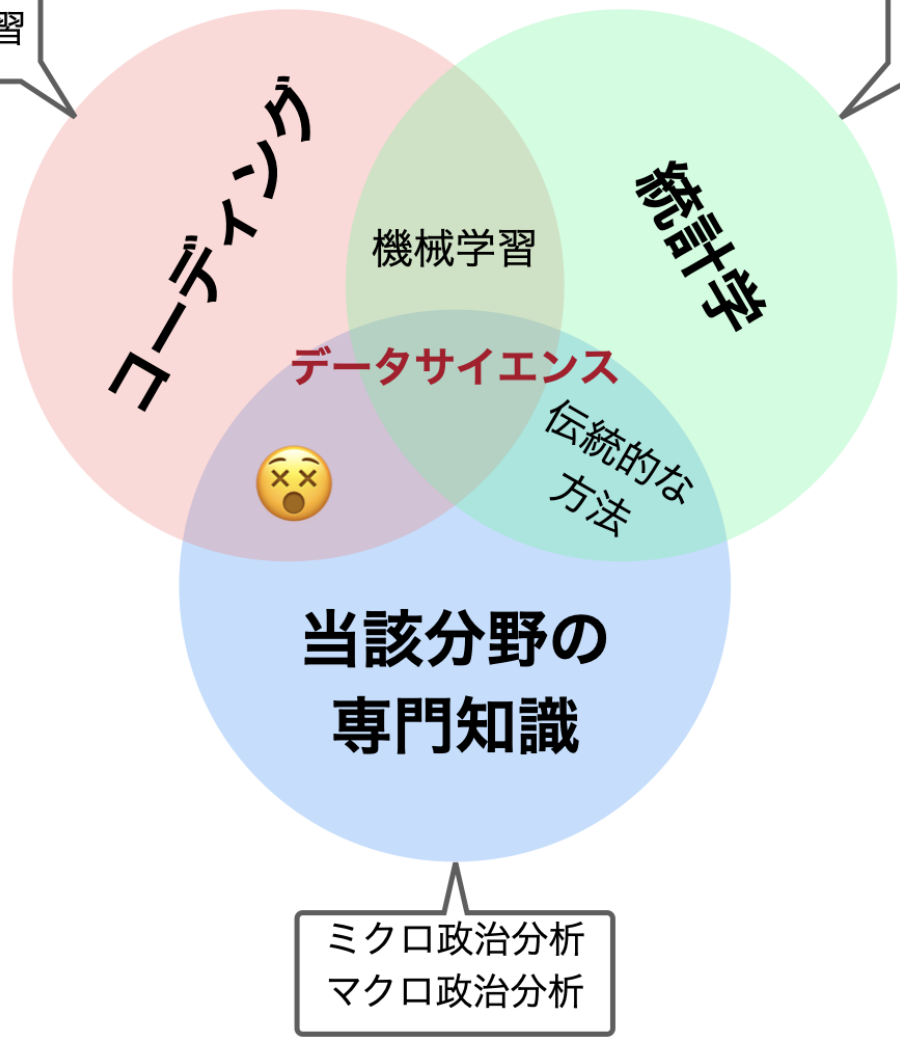 習
コーディング
統計学
機械学習
データサイエンス
伝統的な
方法
当該分野の
専門知識
ミクロ政治分析
マクロ政治分析